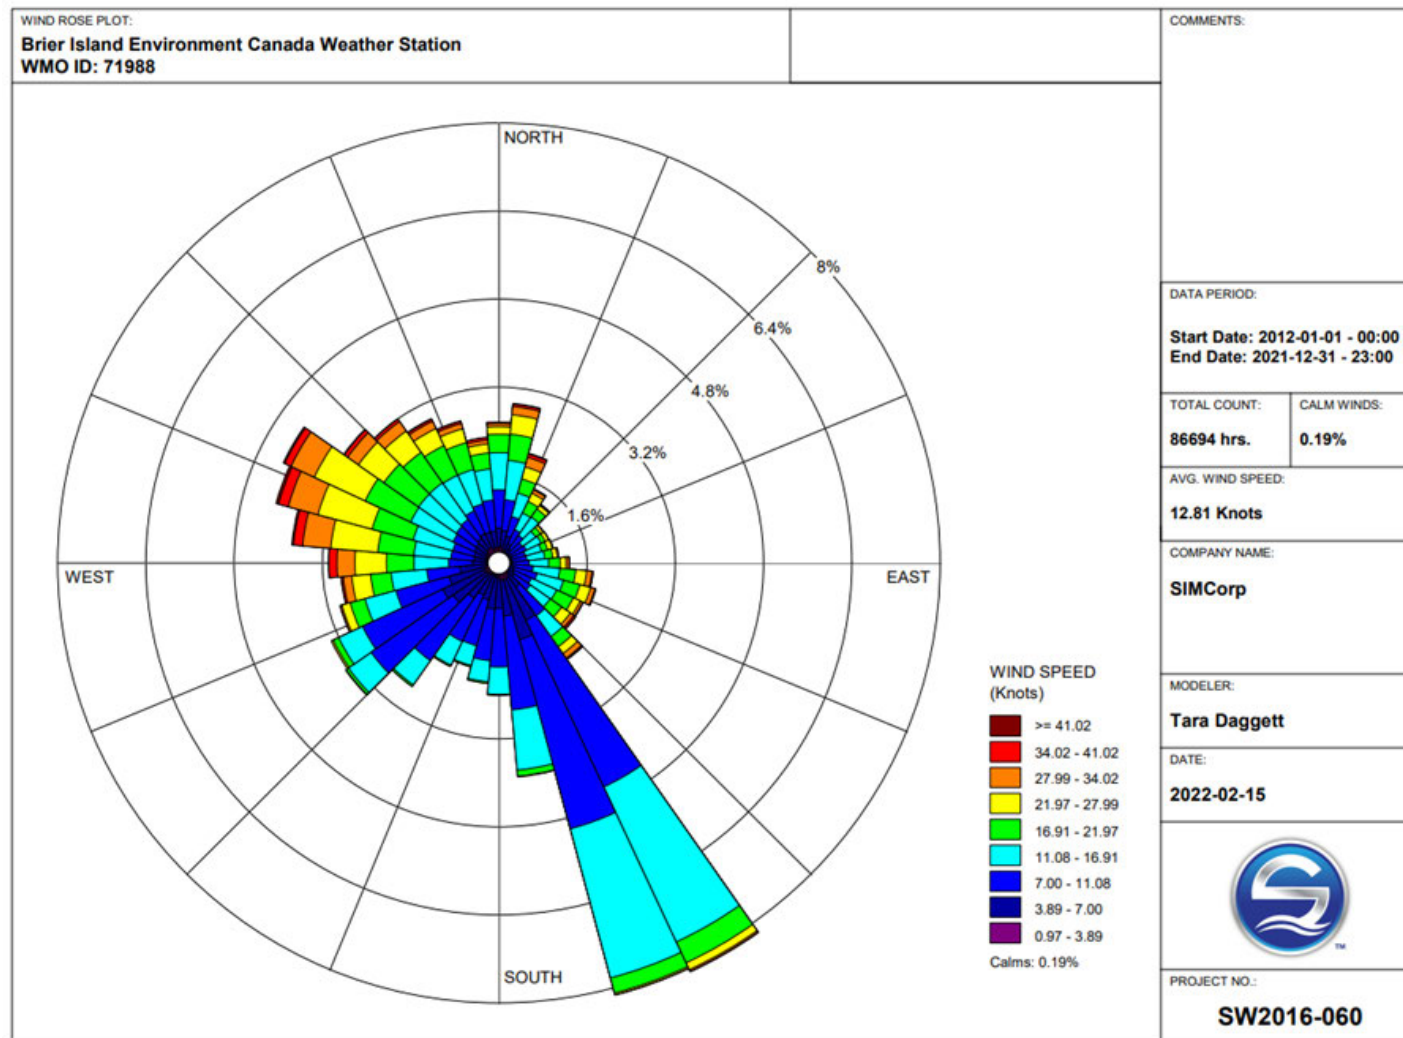 WIND ROSE PLOT:
Brier Island Environment Canada Weather Station
WMO ID: 71988
COMMENTS:
NORTH
8%
6.4%
4.8%
3.2%
1.6%
WEST
EAST
SOUTH
WIND SPEED
(Knots)
>= 41.02
34.02 - 41.02
27.99 - 34.02
21.97 - 27.99
16.91 - 21.97
11.08 - 16.91
7.00 - 11.08
3.89 - 7.00
0.97 - 3.89
Calms: 0.19%
DATA PERIOD:
Start Date: 2012-01-01 - 00:00
End Date: 2021-12-31 - 23:00
TOTAL COUNT:
86694 hrs.
CALM WINDS:
0.19%
AVG. WIND SPEED:
12.81 Knots
COMPANY NAME:
SIMCorp
MODELER:
Tara Daggett
DATE:
2022-02-15
TM
PROJECT NO.:
SW2016-060